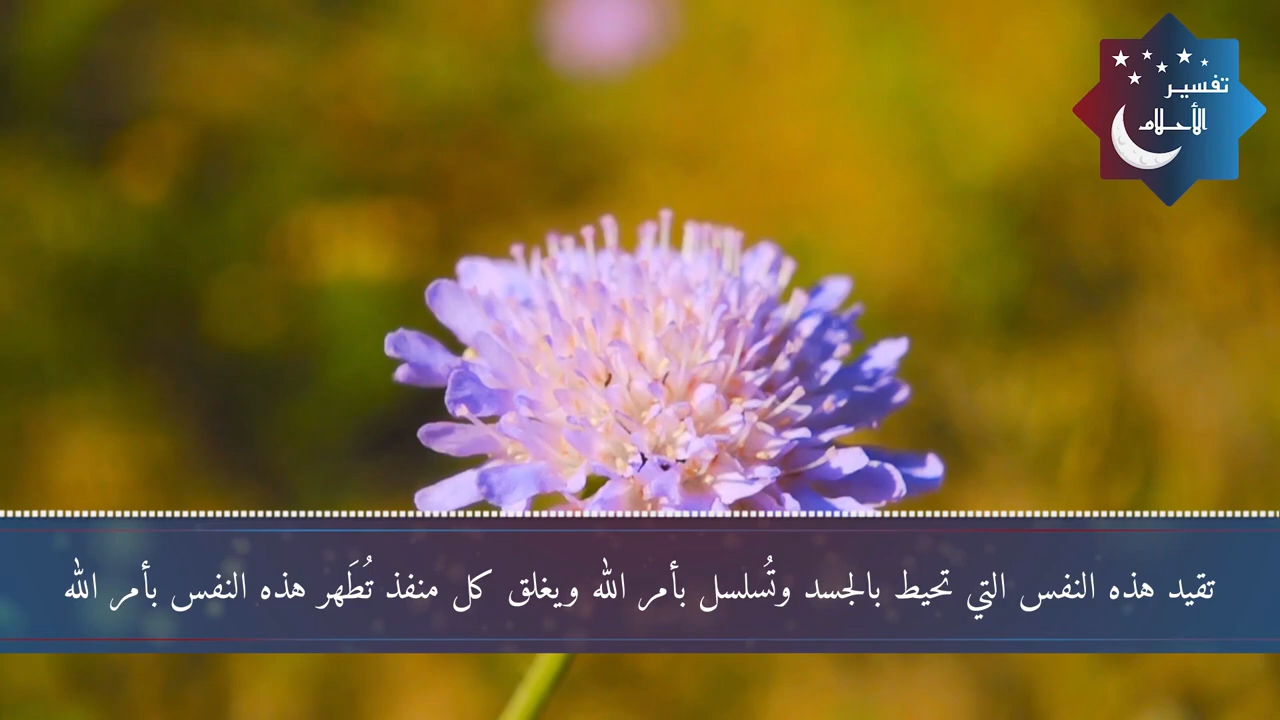 تفسير
الأحلام
تقيد هذه النفس التي تحيط بالجسد وتُسلسل بأمر الله ويغلق كل منفذ تُطَهر هذه النفس بأمر الله